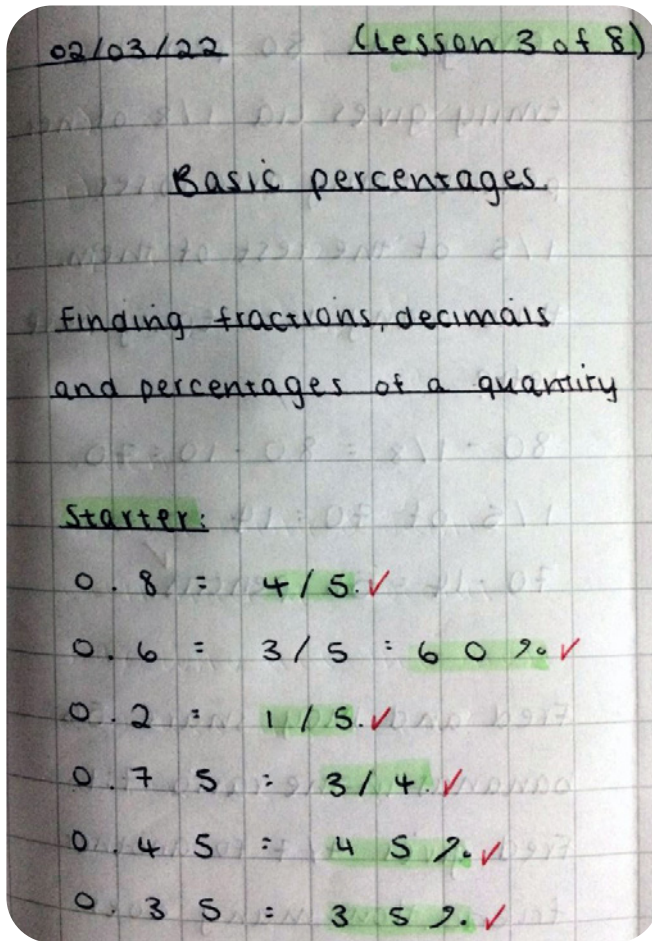 02/03/22 (Lesson 3 of 8)
Basic percentages.
Finding fractions, decimals
and percentages of a quantity
Starter:
0.8 = 4/5.
0.6 = 3/5 = 60%
0.2 = 1/5.
0.75 = 3/4.
0.45 = 45%.
0.35 = 35%.